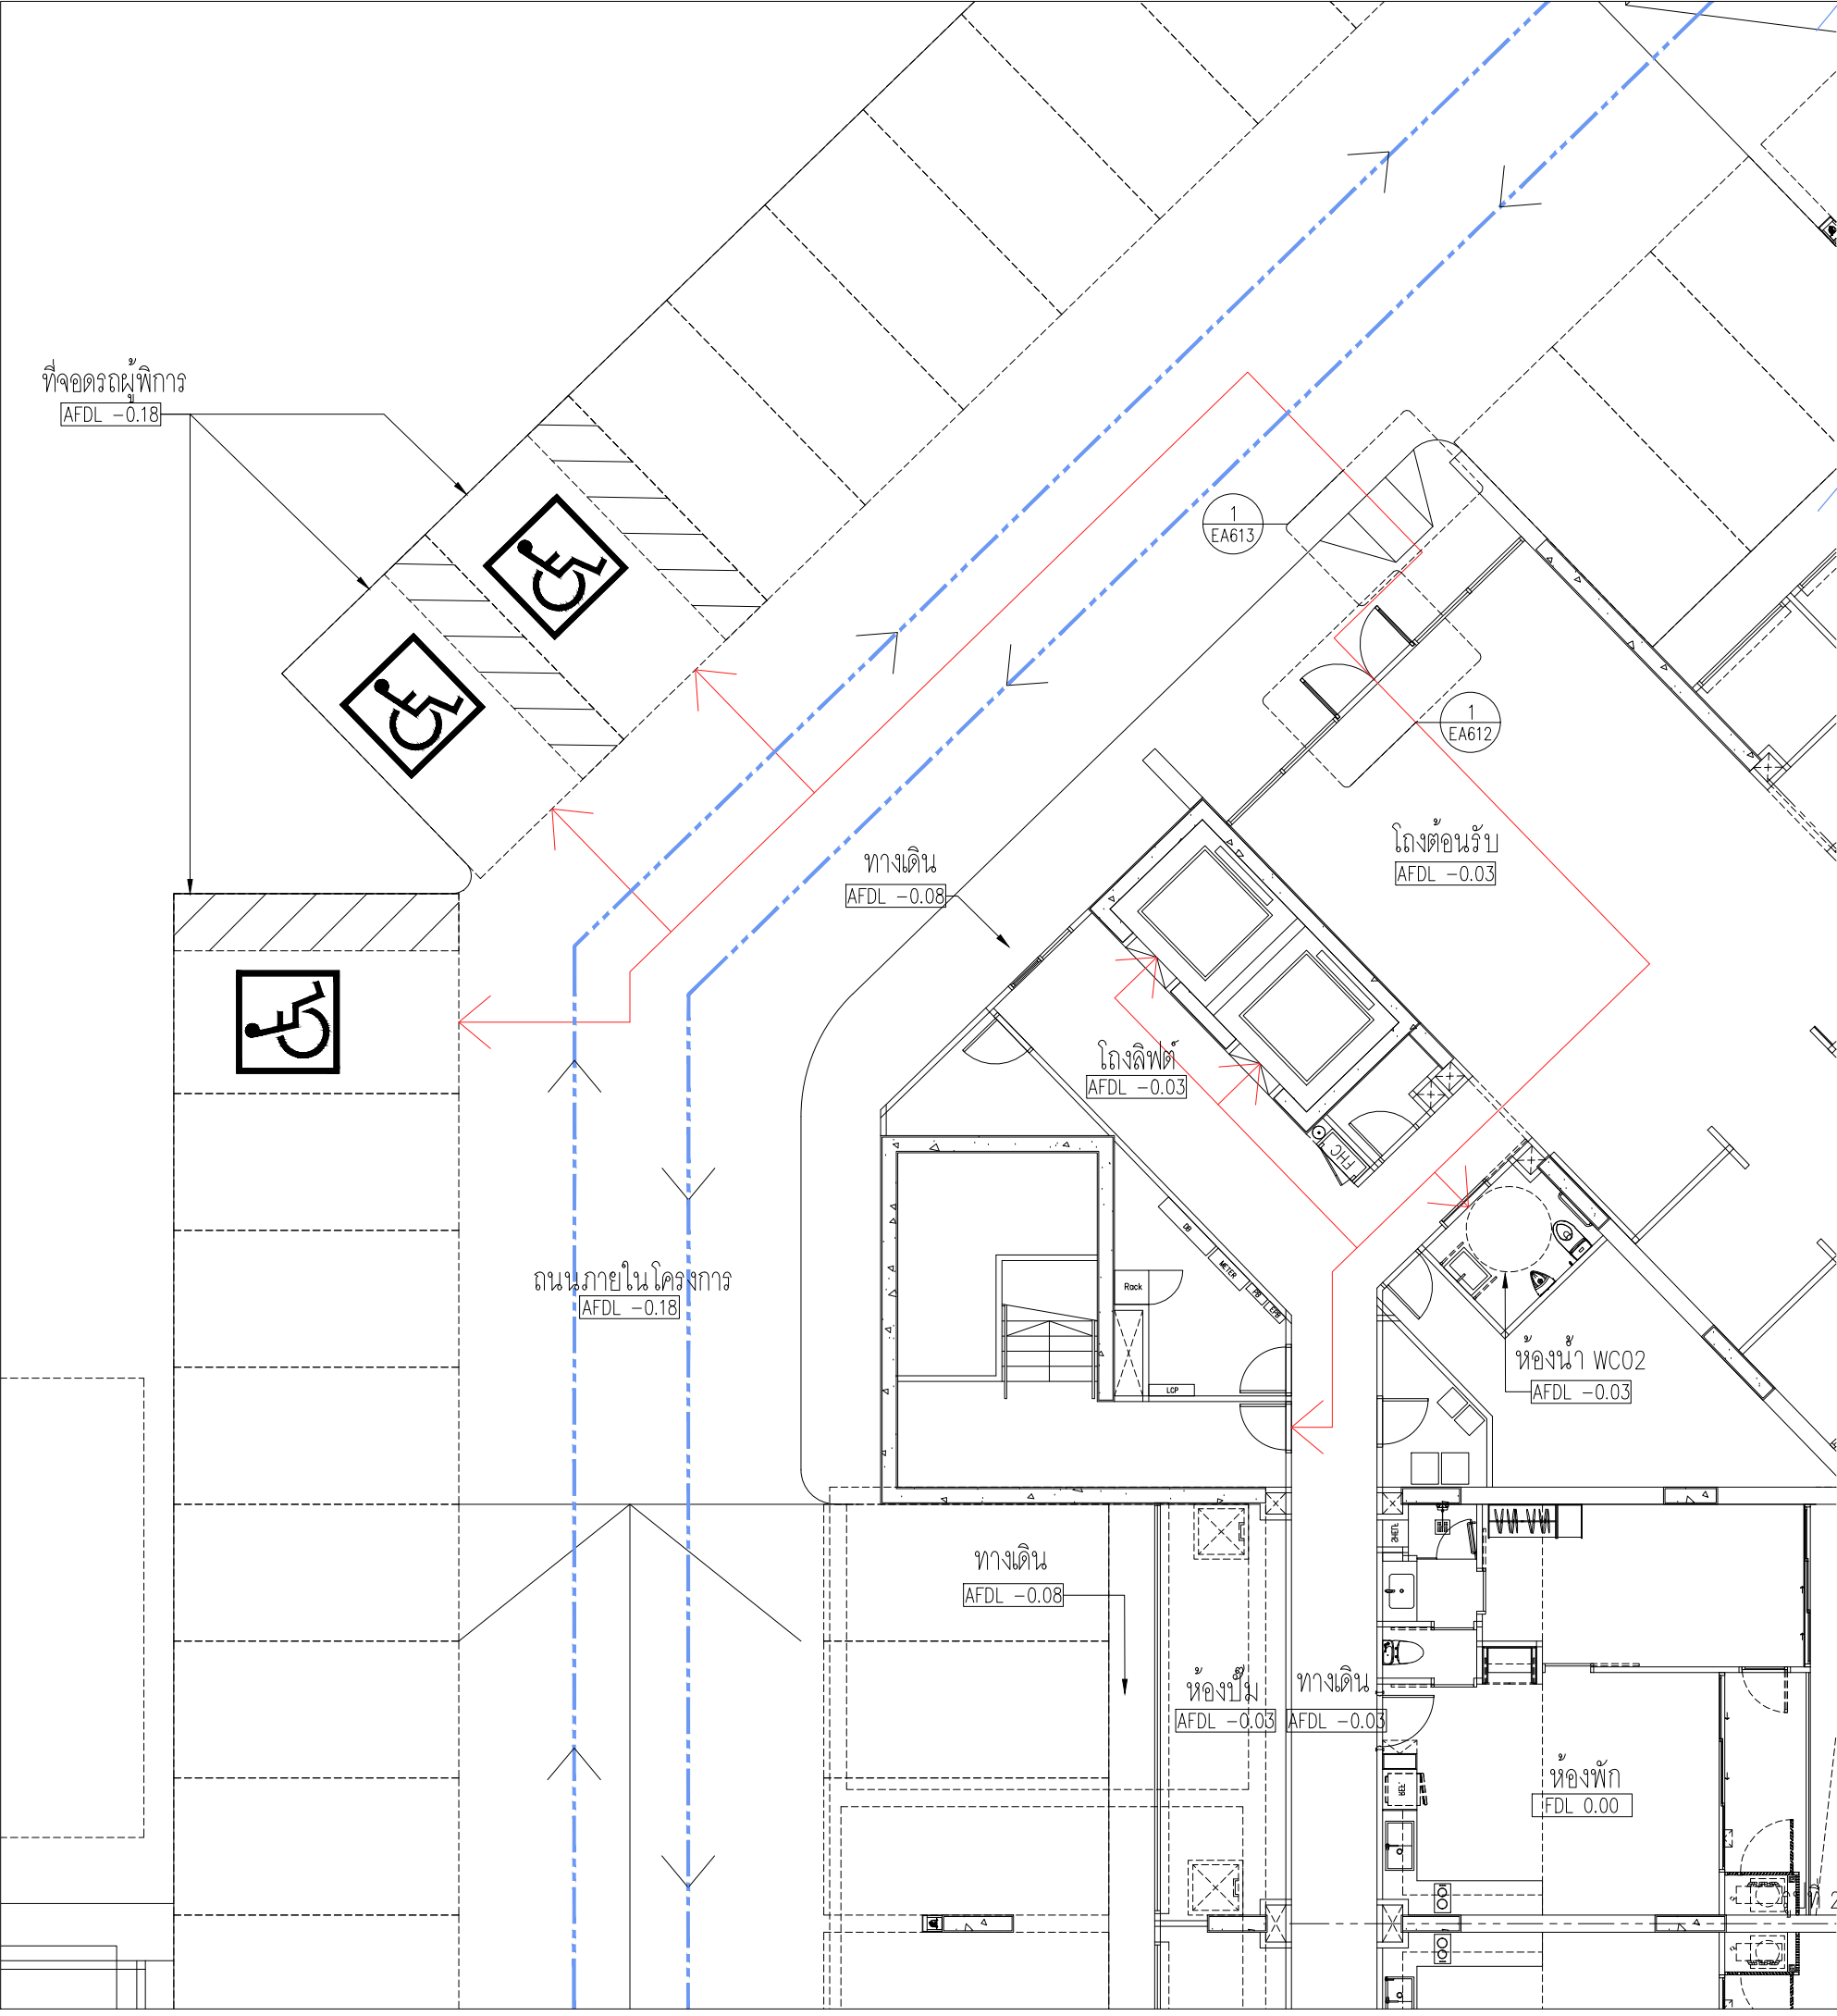 ที่จอดรถผู้พิการ
AFDL -0.18
1
EA613
1
EA612
โถงต้อนรับ
AFDL -0.03
ทางเดิน
AFDL -0.08
โถงลิฟต์
AFDL -0.03
FHC
DB
METER
Rack
LCP
ถนนภายในโครงการ
AFDL -0.18
ห้องน้ำ WC02
AFDL -0.03
ทางเดิน
AFDL -0.08
ห้องปั๊ม
AFDL -0.03
ทางเดิน
AFDL -0.03
REF.
ห้องพัก
FDL 0.00